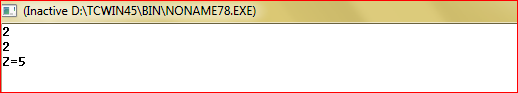 (Inactive D:\TCWIN45\BIN\NONAME78.EXE)
2
2
Z=5